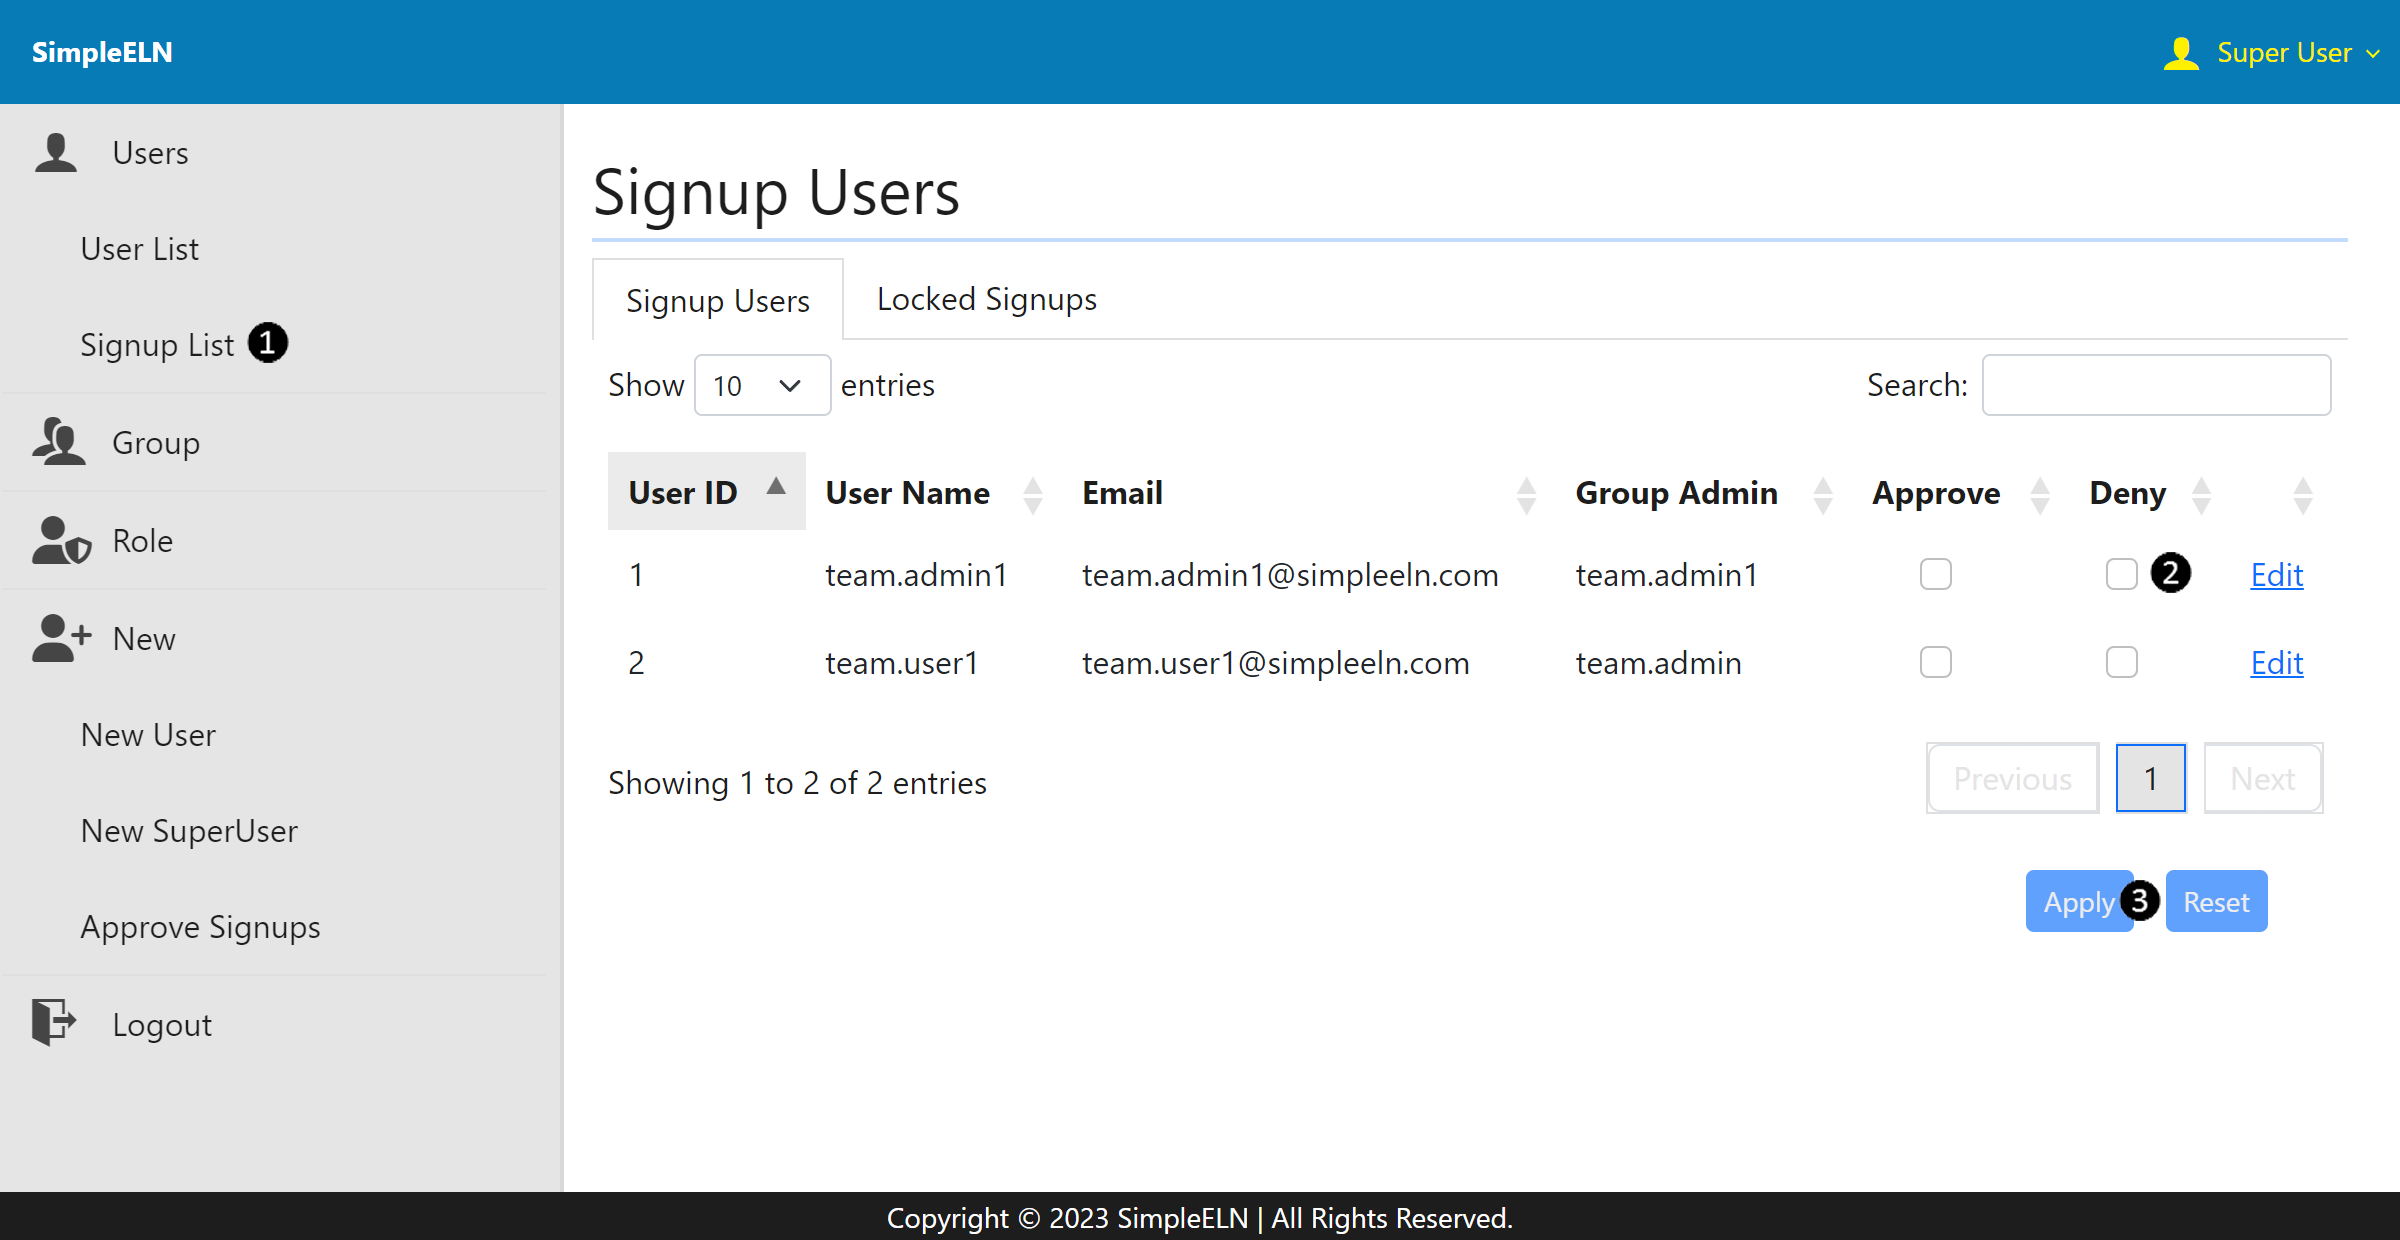 SimpleELN
Super User
Users
User List
Signup List 1
Group
Role
New
New User
New SuperUser
Approve Signups
Logout
Signup Users
Signup Users Locked Signups
Show 10 entries Search:
User ID User Name Email Group Admin Approve Deny
1 team.admin1 team.admin1@simpleeln.com team.admin1 2 Edit
2 team.user1 team.user1@simpleeln.com team.admin Edit
Showing 1 to 2 of 2 entries Previous 1 Next
Apply 3 Reset
Copyright © 2023 SimpleELN | All Rights Reserved.